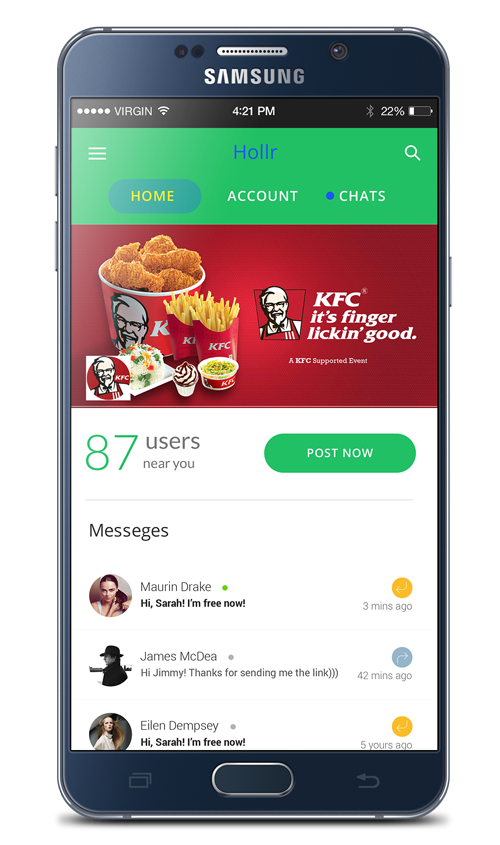 SAMSUNG
VIRGIN 4:21 PM 22%
Hollr
HOME ACCOUNT CHATS
KFC
KFC
KFC
KFC
KFC
KFC®
it's finger
lickin' good.
A KFC Supported Event
87 users
near you
POST NOW
Messeges
Maurin Drake
Hi, Sarah! I'm free now!
3 mins ago
James McDea
Hi Jimmy! Thanks for sending me the link)))
42 mins ago
Eilen Dempsey
Hi, Sarah! I'm free now!
5 yours ago